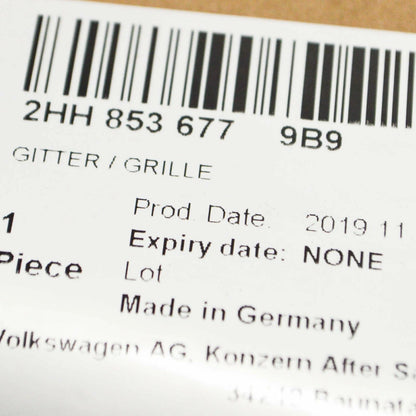 2HH 853 677 9B9
GITTER / GRILLE
Prod. Date. 2019 11
1 Expiry date: NONE
Piece Lot
Made in Germany
Volkswagen AG, Konzern After